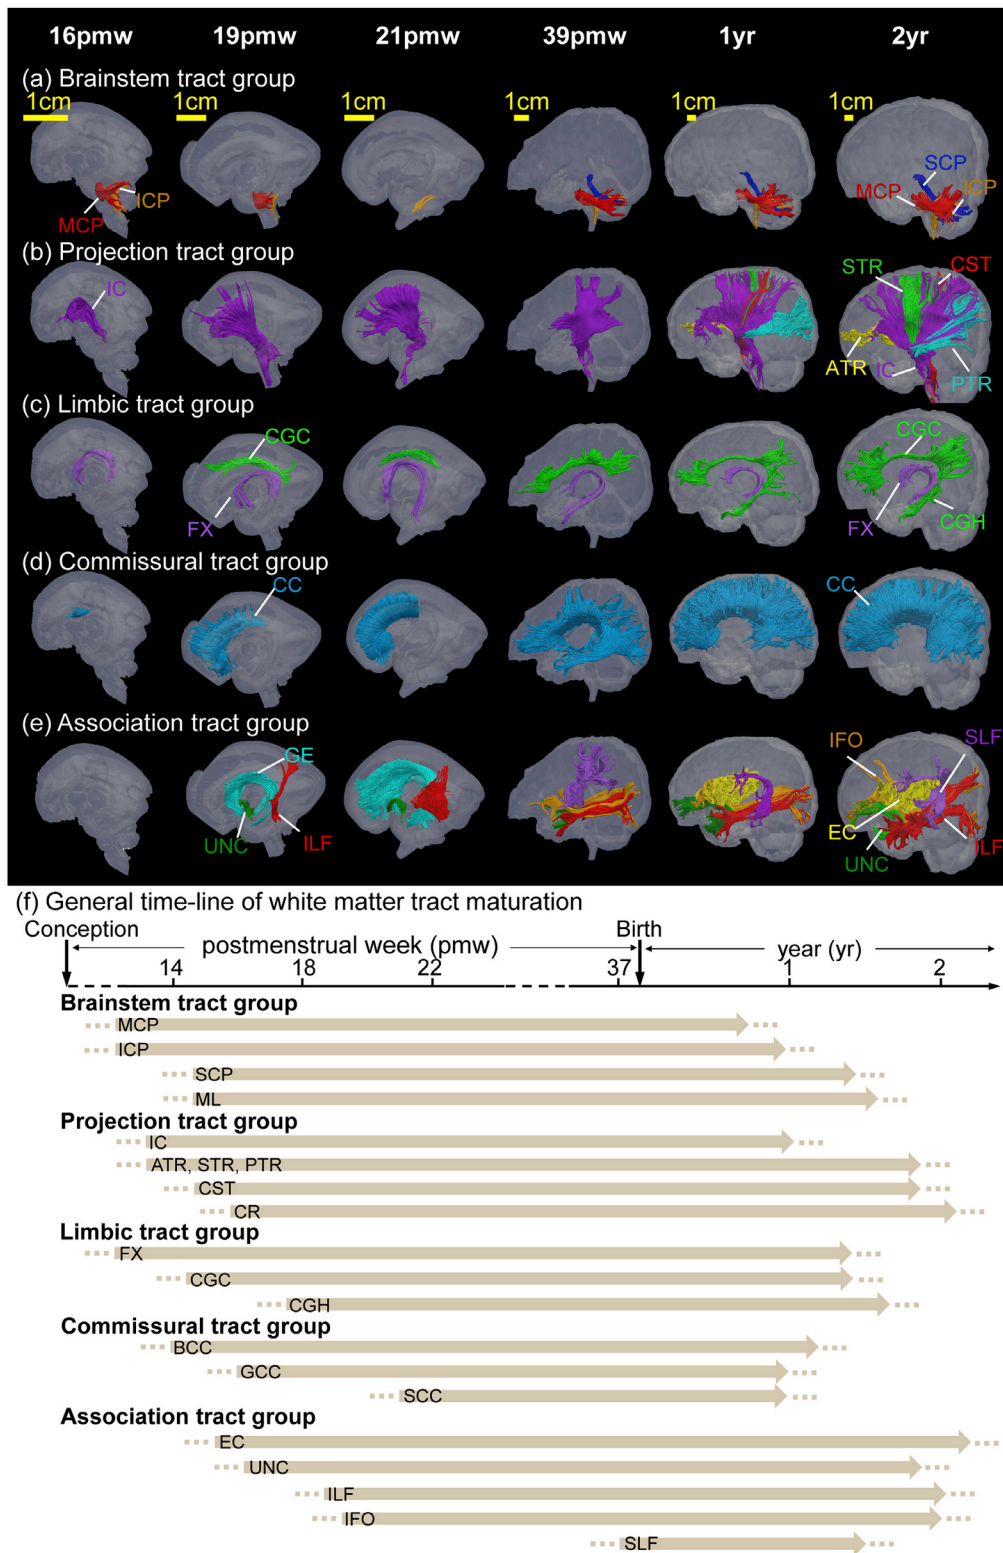 16pmw 19pmw 21pmw 39pmw 1yr 2yr
(a) Brainstem tract group
1cm 1cm 1cm 1cm 1cm 1cm
SCP
MCP ICP
ICP
MCP
(b) Projection tract group
STR CST
IC
ATR IC PTR
(c) Limbic tract group
CGC CGC
FX FX CGH
(d) Commissural tract group
CC CC
(e) Association tract group
GE IFO SLF
UNC ILF EC UNC ILF
(f) General time-line of white matter tract maturation
Conception Birth
postmenstrual week (pmw) year (yr)
14 18 22 37 1 2
Brainstem tract group
MCP
ICP
SCP
ML
Projection tract group
IC
ATR, STR, PTR
CST
CR
Limbic tract group
FX
CGC
CGH
Commissural tract group
BCC
GCC
SCC
Association tract group
EC
UNC
ILF
IFO
SLF